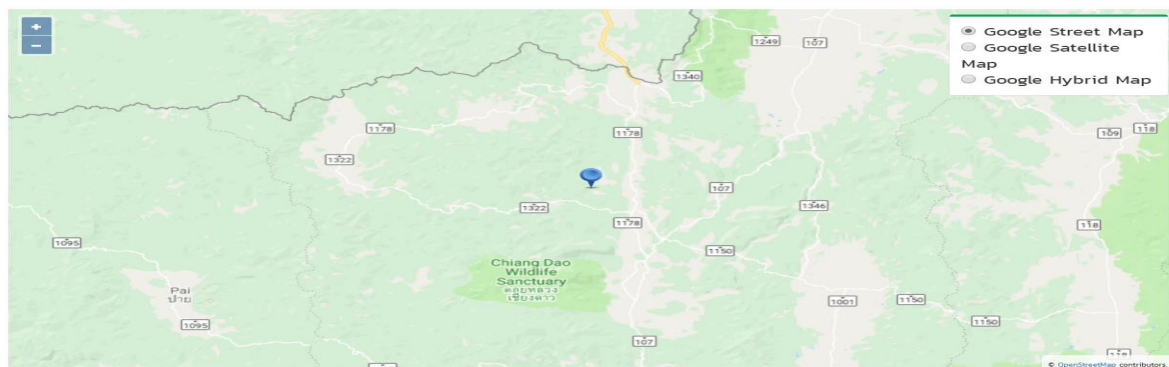 +
−
Google Street Map
Google Satellite
Map
Google Hybrid Map
1249
107
1340
1178
1178
109
118
1322
107
1322
1346
1178
118
1095
1150
Chiang Dao
Wildlife
Sanctuary
ดอยหลวง
เชียงดาว
Pai
ปาย
1001
1150
1150
1095
107
© OpenStreetMap contributors.